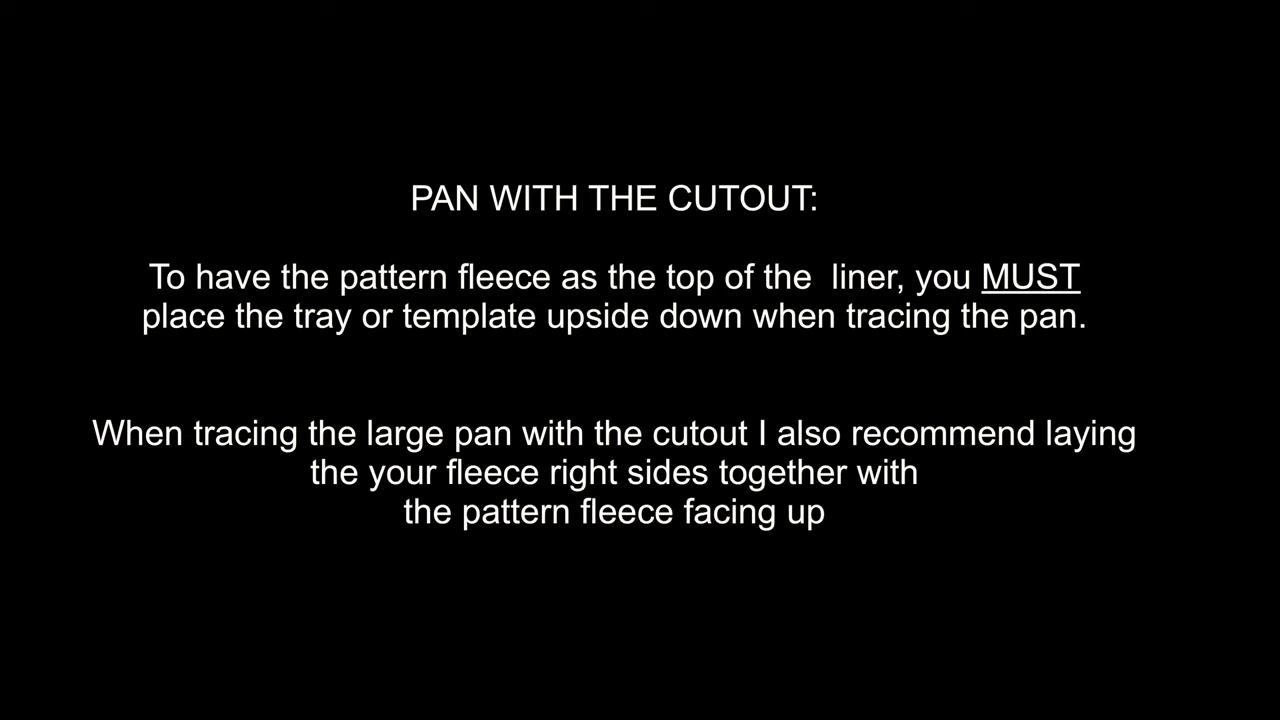 PAN WITH THE CUTOUT:
To have the pattern fleece as the top of the  liner, you MUST
place the tray or template upside down when tracing the pan.
When tracing the large pan with the cutout I also recommend laying
the your fleece right sides together with
the pattern fleece facing up